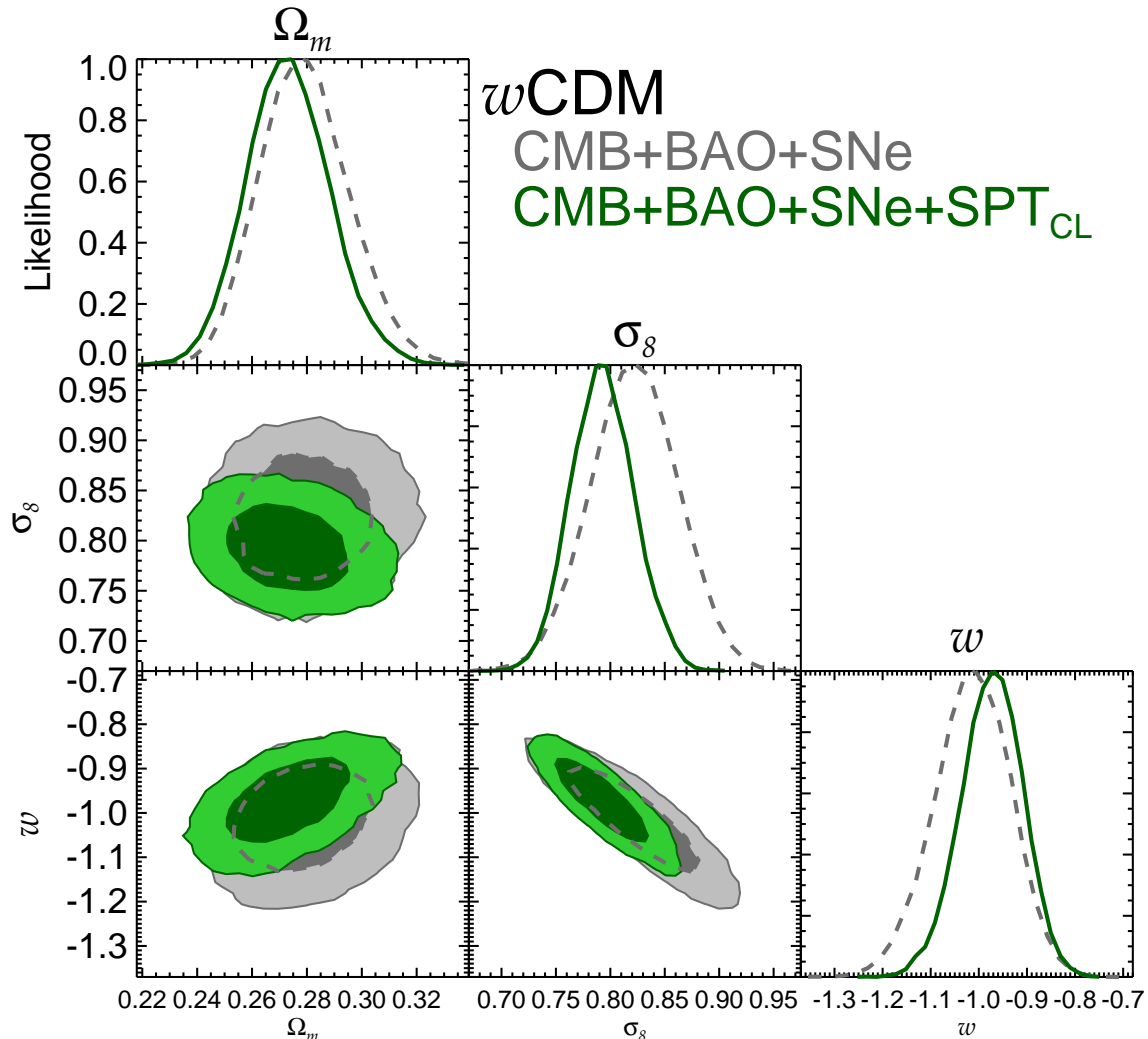 Ωm
wCDM
CMB+BAO+SNe
CMB+BAO+SNe+SPTCL
Likelihood
1.0
0.8
0.6
0.4
0.2
0.0
σ8
σ8
0.95
0.90
0.85
0.80
0.75
0.70
w
w
-0.7
-0.8
-0.9
-1.0
-1.1
-1.2
-1.3
0.22 0.24 0.26 0.28 0.30 0.32
0.70 0.75 0.80 0.85 0.90 0.95
-1.3 -1.2 -1.1 -1.0 -0.9 -0.8 -0.7
Ωm
σ8
w